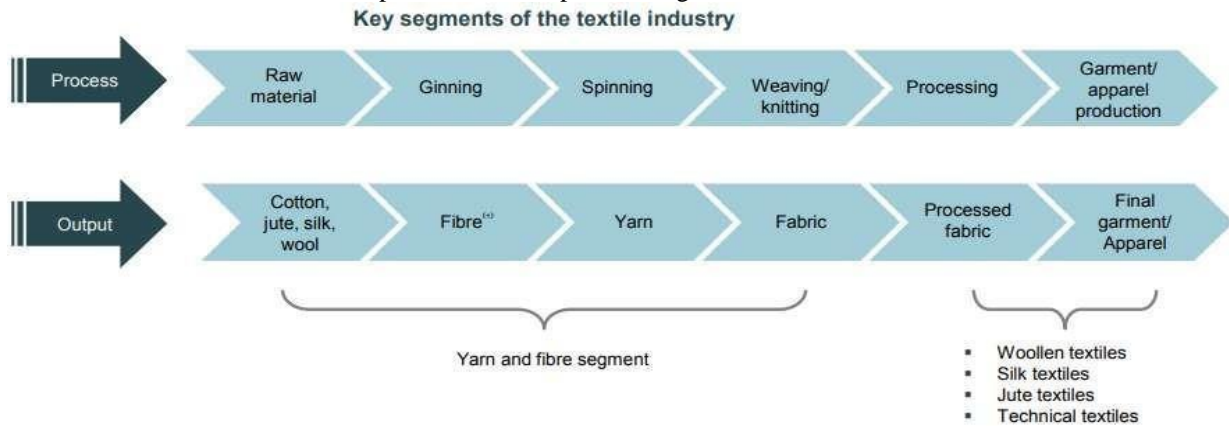 Key segments of the textile industry
Process
Raw
material
Ginning
Spinning
Weaving/
knitting
Processing
Garment/
apparel
production
Output
Cotton,
jute, silk,
wool
Fibre(+)
Yarn
Fabric
Processed
fabric
Final
garment/
Apparel
Yarn and fibre segment
▪ Woollen textiles
▪ Silk textiles
▪ Jute textiles
▪ Technical textiles